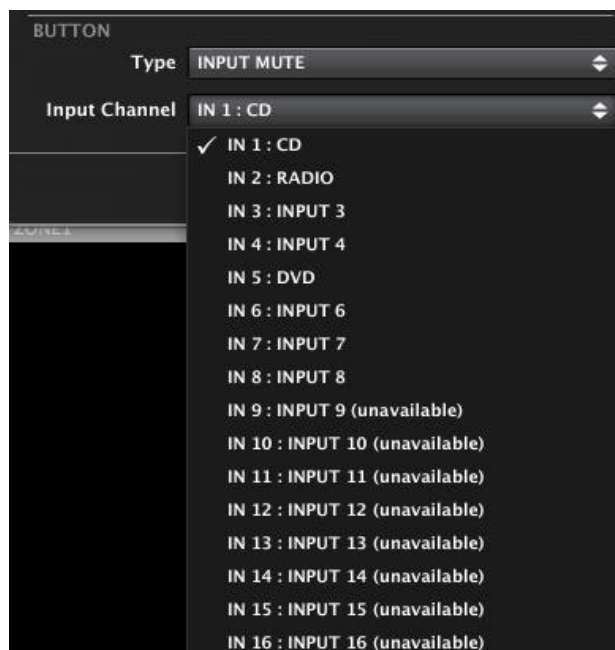 BUTTON
Type INPUT MUTE
Input Channel IN 1 : CD
✓ IN 1 : CD
IN 2 : RADIO
IN 3 : INPUT 3
ZONE1
IN 4 : INPUT 4
IN 5 : DVD
IN 6 : INPUT 6
IN 7 : INPUT 7
IN 8 : INPUT 8
IN 9 : INPUT 9 (unavailable)
IN 10 : INPUT 10 (unavailable)
IN 11 : INPUT 11 (unavailable)
IN 12 : INPUT 12 (unavailable)
IN 13 : INPUT 13 (unavailable)
IN 14 : INPUT 14 (unavailable)
IN 15 : INPUT 15 (unavailable)
IN 16 : INPUT 16 (unavailable)